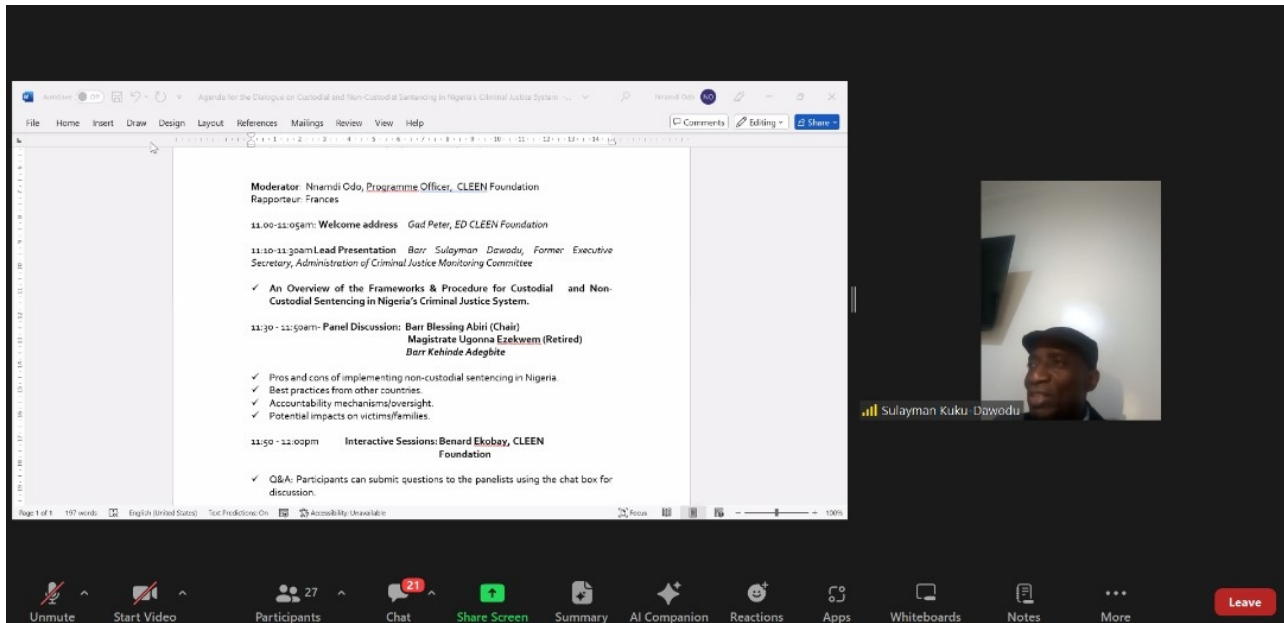 AutoSave Off Agenda for the Dialogue on Custodial and Non-Custodial Sentencing in Nigeria's Criminal Justice System -... Nnamdi Odo NO
File Home Insert Draw Design Layout References Mailings Review View Help Comments Editing Share
Moderator: Nnamdi Odo, Programme Officer, CLEEN Foundation
Rapporteur: Frances
11.00-11:05am: Welcome address Gad Peter, ED CLEEN Foundation
11:10-11:30am Lead Presentation Barr Sulayman Dawodu, Former Executive
Secretary, Administration of Criminal Justice Monitoring Committee
✓ An Overview of the Frameworks & Procedure for Custodial and Non-
Custodial Sentencing in Nigeria's Criminal Justice System.
11:30 - 11:50am- Panel Discussion: Barr Blessing Abiri (Chair)
Magistrate Ugonna Ezekwem (Retired)
Barr Kehinde Adegbite
✓ Pros and cons of implementing non-custodial sentencing in Nigeria.
✓ Best practices from other countries.
✓ Accountability mechanisms/oversight.
✓ Potential impacts on victims/families.
11:50 - 12:00pm Interactive Sessions: Benard Ekobay, CLEEN
Foundation
✓ Q&A: Participants can submit questions to the panelists using the chat box for
discussion.
Page 1 of 1 197 words English (United States) Text Predictions: On Accessibility: Unavailable Focus 100%
Sulayman Kuku-Dawodu
27 21
Unmute Start Video Participants Chat Share Screen Summary AI Companion Reactions Apps Whiteboards Notes More Leave